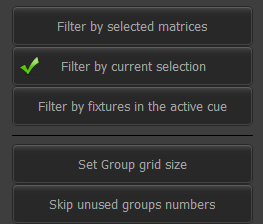 Filter by selected matrices
Filter by current selection
Filter by fixtures in the active cue
Set Group grid size
Skip unused groups numbers